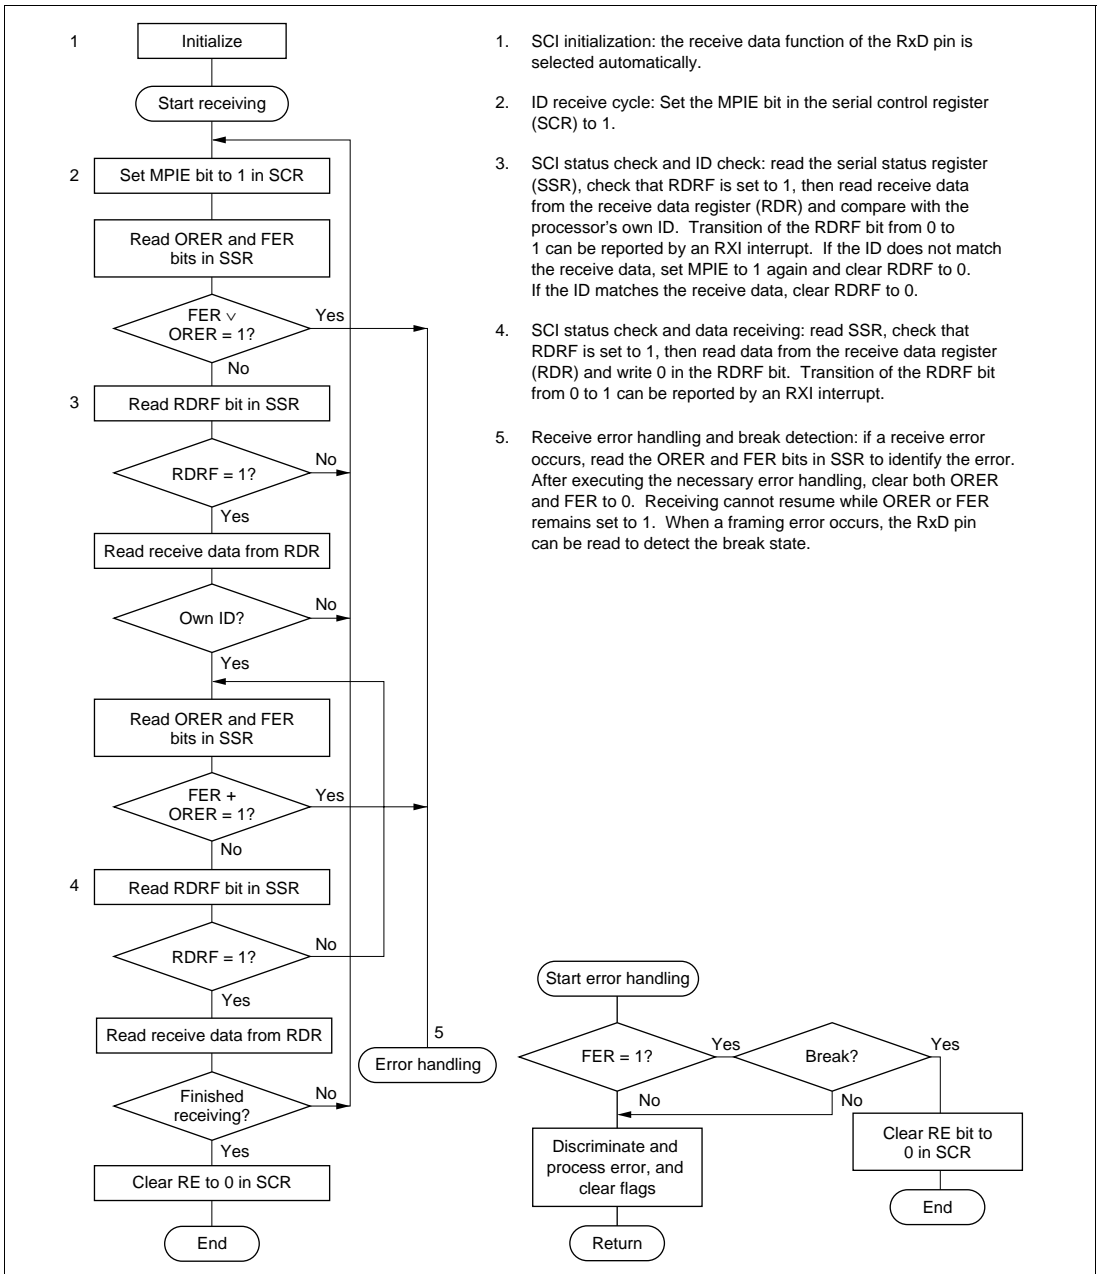 1
Initialize
Start receiving
2
Set MPIE bit to 1 in SCR
Read ORER and FER
bits in SSR
FER ∨
ORER = 1?
Yes
No
3
Read RDRF bit in SSR
RDRF = 1?
No
Yes
Read receive data from RDR
Own ID?
No
Yes
Read ORER and FER
bits in SSR
FER +
ORER = 1?
Yes
No
4
Read RDRF bit in SSR
RDRF = 1?
No
Yes
Read receive data from RDR
Finished
receiving?
No
Yes
Clear RE to 0 in SCR
End
5
Error handling
1. SCI initialization: the receive data function of the RxD pin is
selected automatically.
2. ID receive cycle: Set the MPIE bit in the serial control register
(SCR) to 1.
3. SCI status check and ID check: read the serial status register
(SSR), check that RDRF is set to 1, then read receive data
from the receive data register (RDR) and compare with the
processor's own ID. Transition of the RDRF bit from 0 to
1 can be reported by an RXI interrupt. If the ID does not match
the receive data, set MPIE to 1 again and clear RDRF to 0.
If the ID matches the receive data, clear RDRF to 0.
4. SCI status check and data receiving: read SSR, check that
RDRF is set to 1, then read data from the receive data register
(RDR) and write 0 in the RDRF bit. Transition of the RDRF bit
from 0 to 1 can be reported by an RXI interrupt.
5. Receive error handling and break detection: if a receive error
occurs, read the ORER and FER bits in SSR to identify the error.
After executing the necessary error handling, clear both ORER
and FER to 0. Receiving cannot resume while ORER or FER
remains set to 1. When a framing error occurs, the RxD pin
can be read to detect the break state.
Start error handling
FER = 1?
Yes
No
Break?
Yes
No
Discriminate and
process error, and
clear flags
Return
Clear RE bit to
0 in SCR
End